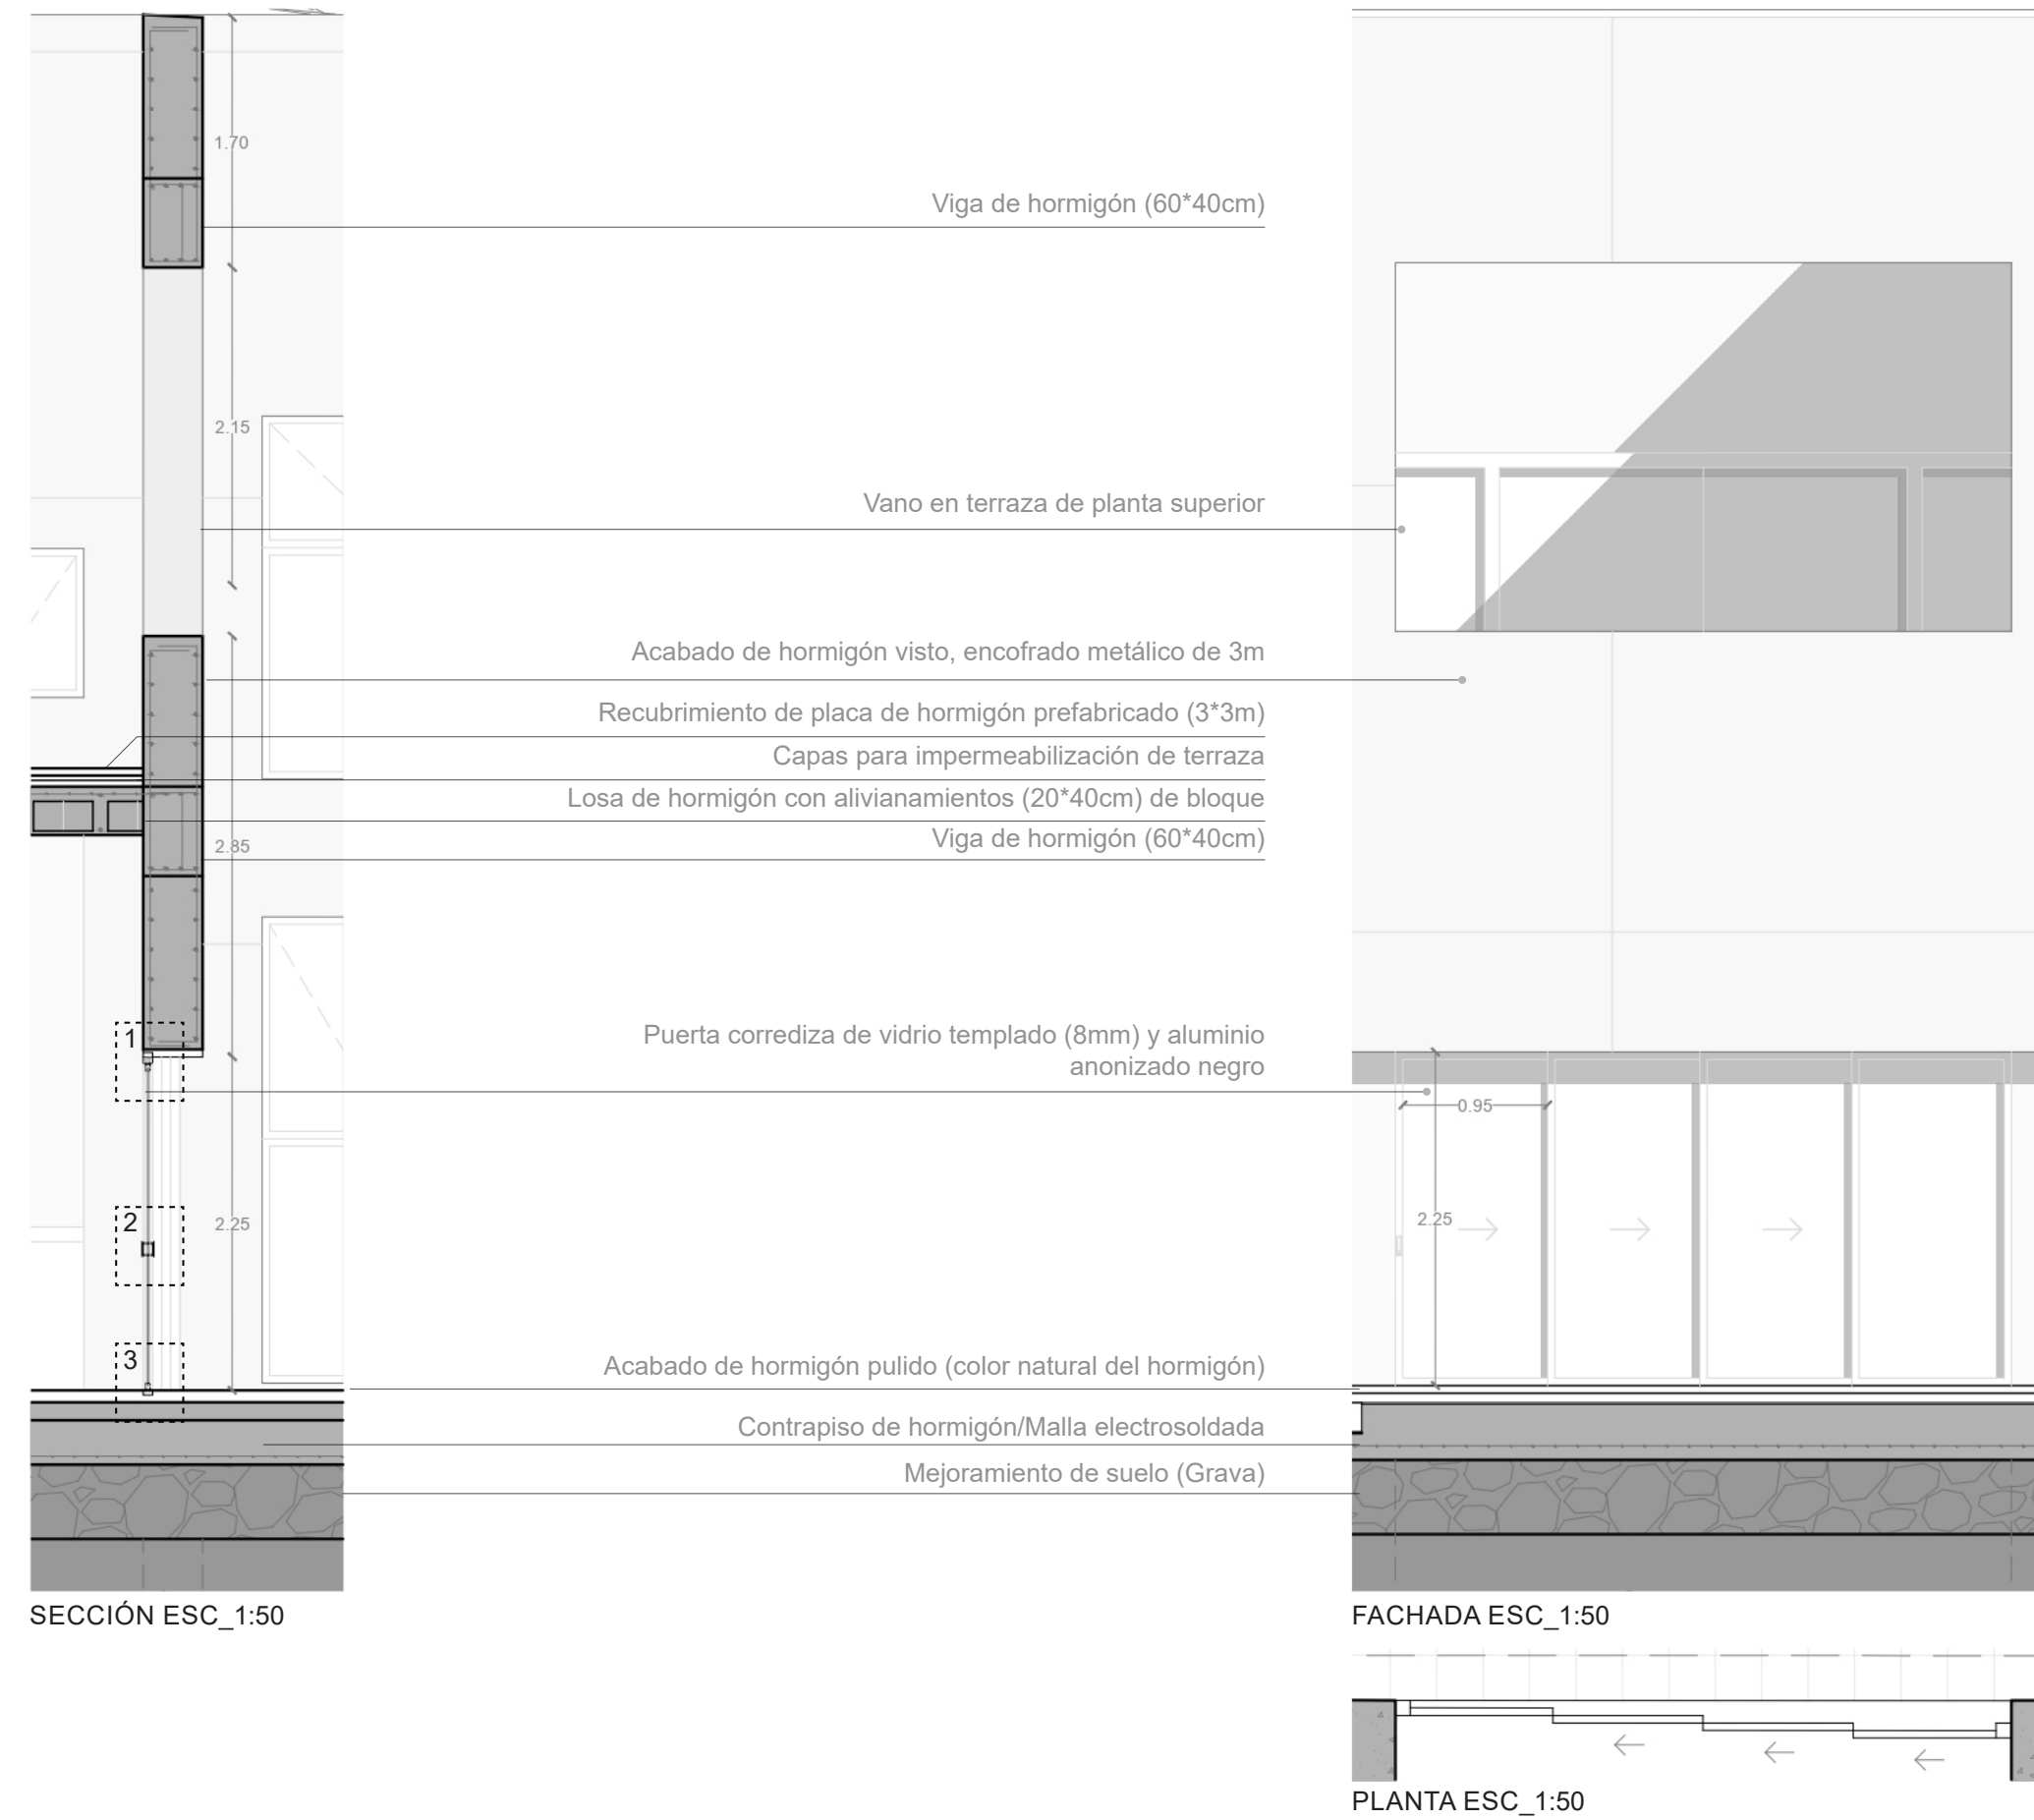 1.70
Viga de hormigón (60*40cm)
2.15
Vano en terraza de planta superior
Acabado de hormigón visto, encofrado metálico de 3m
Recubrimiento de placa de hormigón prefabricado (3*3m)
Capas para impermeabilización de terraza
Losa de hormigón con alivianamientos (20*40cm) de bloque
Viga de hormigón (60*40cm)
2.85
1
Puerta corrediza de vidrio templado (8mm) y aluminio
anonizado negro
0.95
2
2.25
2.25
3
Acabado de hormigón pulido (color natural del hormigón)
Contrapiso de hormigón/Malla electrosoldada
Mejoramiento de suelo (Grava)
SECCIÓN ESC_1:50
FACHADA ESC_1:50
PLANTA ESC_1:50